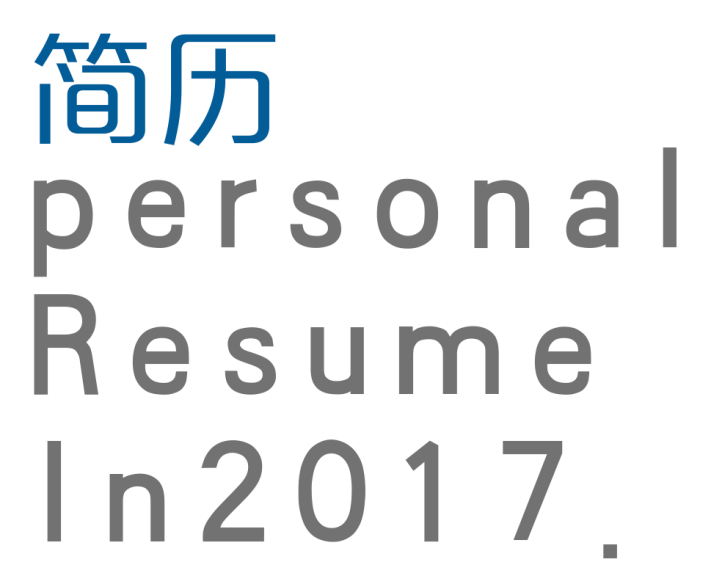 简历
personal
Resume
In2017.